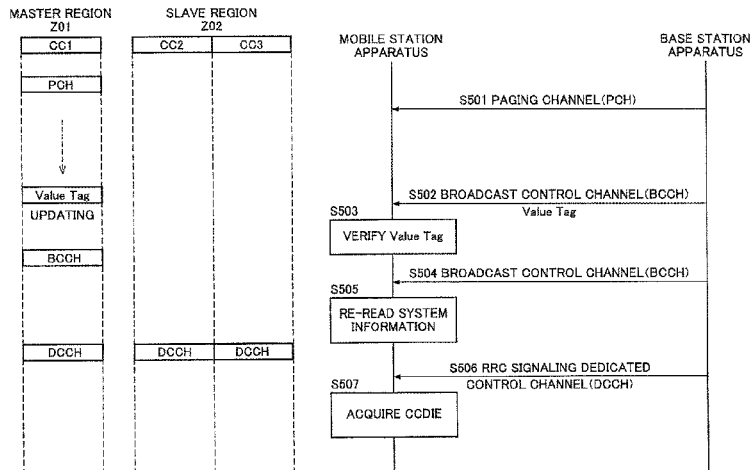 MASTER REGION
Z01
SLAVE REGION
Z02
CC1
CC2
CC3
MOBILE STATION
APPARATUS
BASE STATION
APPARATUS
PCH
S501 PAGING CHANNEL(PCH)
Value Tag
UPDATING
S502 BROADCAST CONTROL CHANNEL(BCCH)
Value Tag
S503
VERIFY Value Tag
BCCH
S504 BROADCAST CONTROL CHANNEL(BCCH)
S505
RE-READ SYSTEM
INFORMATION
DCCH
DCCH
DCCH
S506 RRC SIGNALING DEDICATED
CONTROL CHANNEL(DCCH)
S507
ACQUIRE CCDIE